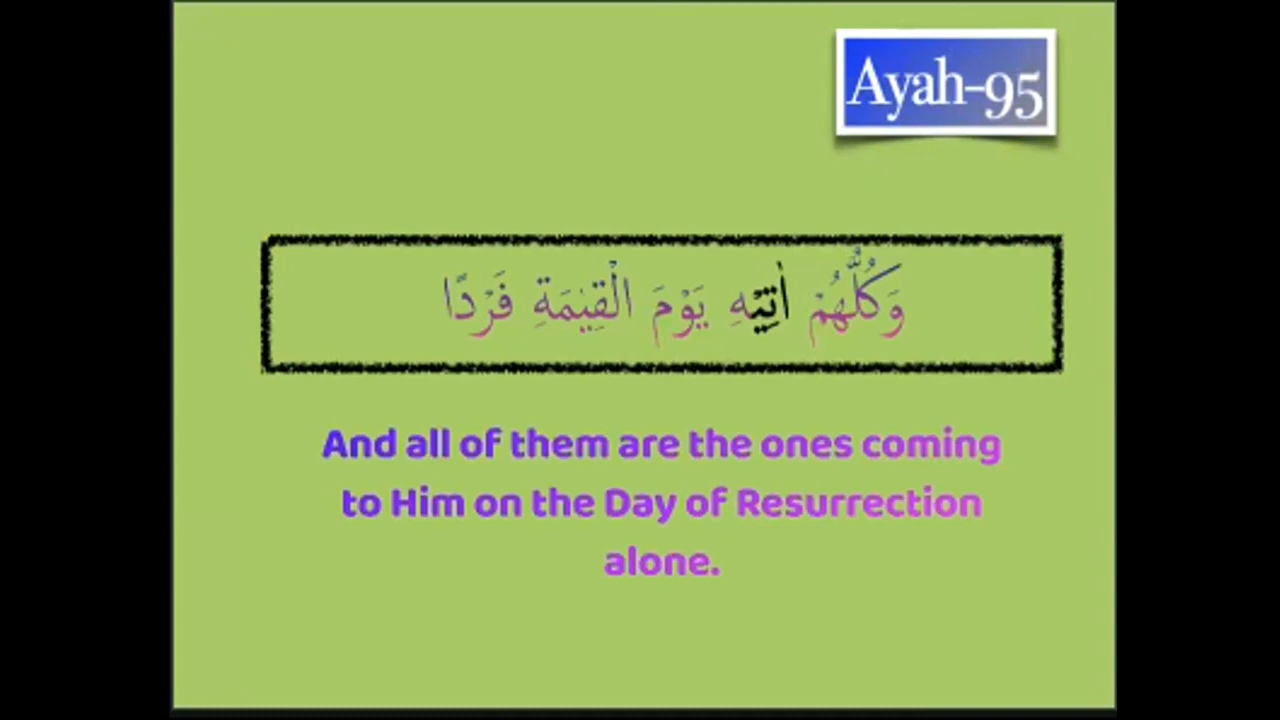 Ayah-95
وَكُلُّهُمْ اٰتِيْهِ يَوْمَ الْقِيٰمَةِ فَرْدًا
And all of them are the ones coming
to Him on the Day of Resurrection
alone.